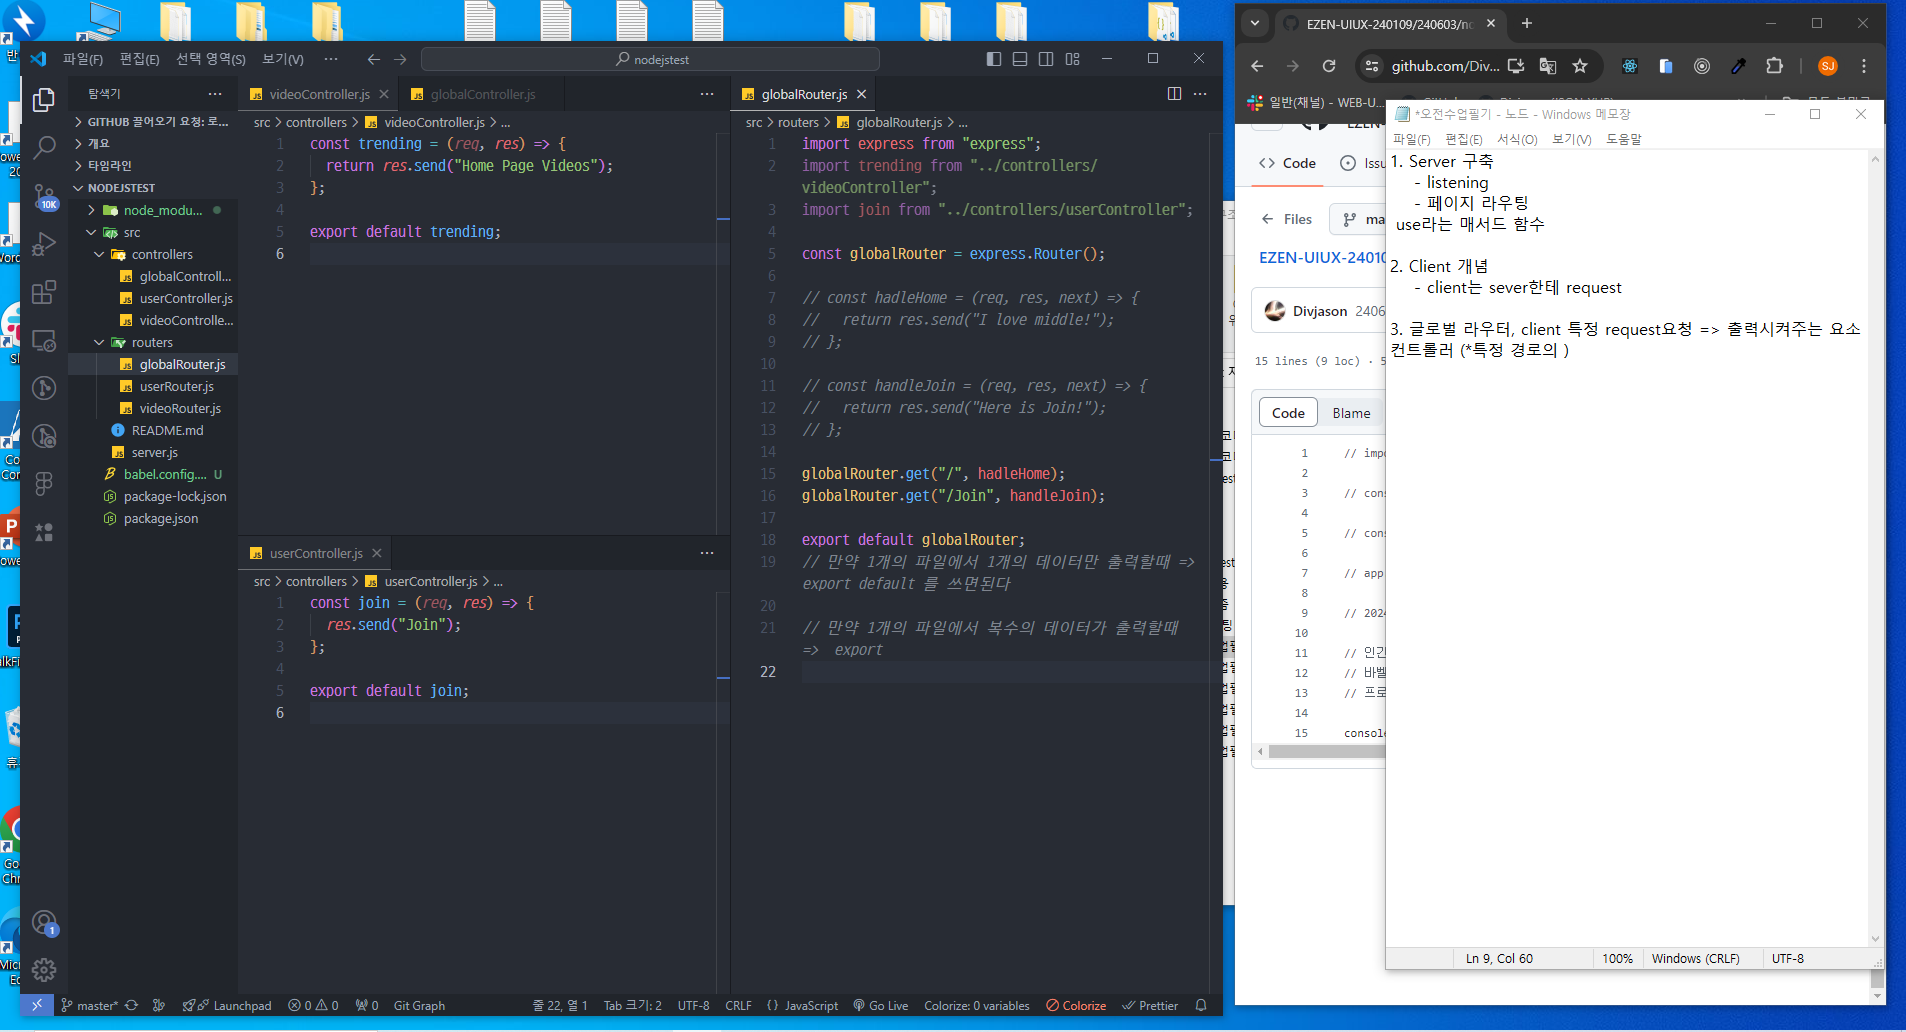 파일(F) 편집(E) 선택 영역(S) 보기(V) ··· nodejstest
탐색기
GITHUB 끌어오기 요청: 로...
개요
타임라인
NODEJSTEST
node_modu...
src
controllers
globalControll...
userController.js
videoControlle...
routers
globalRouter.js
userRouter.js
videoRouter.js
README.md
server.js
babel.config.... U
package-lock.json
package.json
10K
1
videoController.js globalController.js
src > controllers > videoController.js > ...
1 const trending = (req, res) => {
2 return res.send("Home Page Videos");
3 };
4
5 export default trending;
6
userController.js
src > controllers > userController.js > ...
1 const join = (req, res) => {
2 res.send("Join");
3 };
4
5 export default join;
6
globalRouter.js
src > routers > globalRouter.js > ...
1 import express from "express";
2 import trending from "../controllers/
videoController";
3 import join from "../controllers/userController";
4
5 const globalRouter = express.Router();
6
7 // const hadleHome = (req, res, next) => {
8 // return res.send("I love middle!");
9 // };
10
11 // const handleJoin = (req, res, next) => {
12 // return res.send("Here is Join!");
13 // };
14
15 globalRouter.get("/", hadleHome);
16 globalRouter.get("/Join", handleJoin);
17
18 export default globalRouter;
19 // 만약 1개의 파일에서 1개의 데이터만 출력할때 =>
export default 를 쓰면된다
20
21 // 만약 1개의 파일에서 복수의 데이터가 출력할때
=> export
22
master* Launchpad 0 0 0 Git Graph 줄 22, 열 1 Tab 크기: 2 UTF-8 CRLF { } JavaScript Go Live Colorize: 0 variables Colorize Prettier
EZEN-UIUX-240109/240603/no
github.com/Div... SJ
일반(채널) - WEB-U...
Code Issu
Files ma
EZEN-UIUX-24010
Divjason 2406
15 lines (9 loc) · 5
Code Blame
1 // impo
2
3 // cons
4
5 // cons
6
7 // app
8
9 // 2024
10
11 // 인간
12 // 바벨
13 // 프로
14
15 console
*오전수업필기 - 노드 - Windows 메모장
파일(F) 편집(E) 서식(O) 보기(V) 도움말
1. Server 구축
- listening
- 페이지 라우팅
use라는 매서드 함수
2. Client 개념
- client는 sever한테 request
3. 글로벌 라우터, client 특정 request요청 => 출력시켜주는 요소
컨트롤러 (*특정 경로의 )
Ln 9, Col 60 100% Windows (CRLF) UTF-8